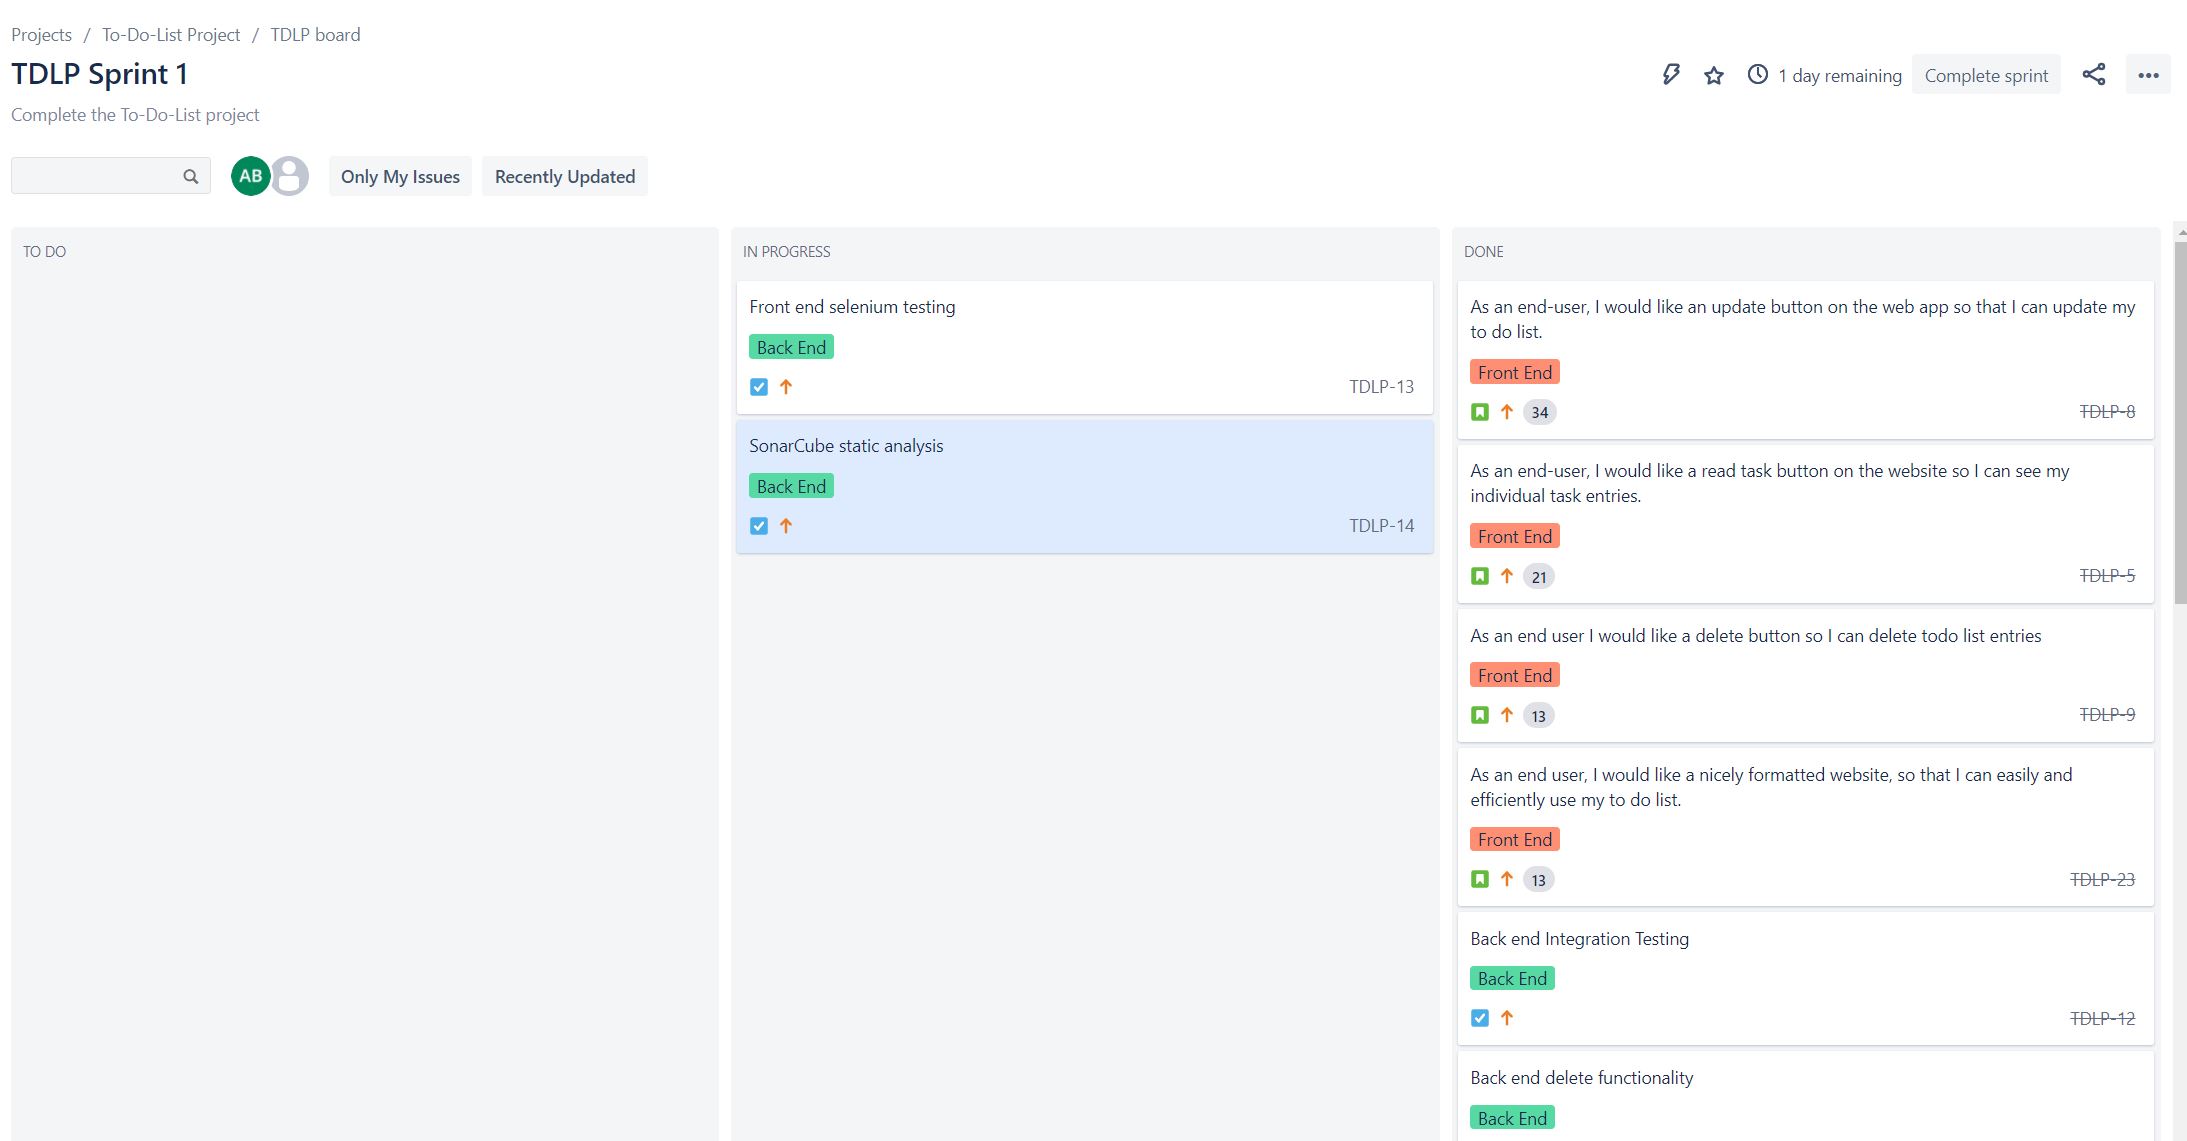 Projects / To-Do-List Project / TDLP board
TDLP Sprint 1
1 day remaining
Complete sprint
Complete the To-Do-List project
AB
Only My Issues
Recently Updated
TO DO
IN PROGRESS
Front end selenium testing
Back End
TDLP-13
SonarCube static analysis
Back End
TDLP-14
DONE
As an end-user, I would like an update button on the web app so that I can update my
to do list.
Front End
34
TDLP-8
As an end-user, I would like a read task button on the website so I can see my
individual task entries.
Front End
21
TDLP-5
As an end user I would like a delete button so I can delete todo list entries
Front End
13
TDLP-9
As an end user, I would like a nicely formatted website, so that I can easily and
efficiently use my to do list.
Front End
13
TDLP-23
Back end Integration Testing
Back End
TDLP-12
Back end delete functionality
Back End